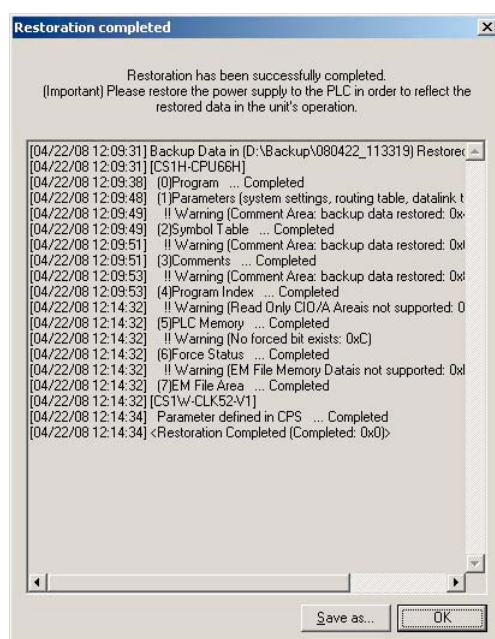 Restoration completed
Restoration has been successfully completed.
(Important) Please restore the power supply to the PLC in order to reflect the
restored data in the unit's operation.
[04/22/08 12:09:31] Backup Data in (D:\Backup\080422_113319) Restored
[04/22/08 12:09:31] [CS1H-CPU66H]
[04/22/08 12:09:38] (0)Program ... Completed
[04/22/08 12:09:48] (1)Parameters (system settings, routing table, datalink t
[04/22/08 12:09:49] !! Warning (Comment Area: backup data restored: 0x
[04/22/08 12:09:49] (2)Symbol Table ... Completed
[04/22/08 12:09:51] !! Warning (Comment Area: backup data restored: 0x
[04/22/08 12:09:51] (3)Comments ... Completed
[04/22/08 12:09:53] !! Warning (Comment Area: backup data restored: 0x
[04/22/08 12:09:53] (4)Program Index ... Completed
[04/22/08 12:14:32] !! Warning (Read Only CIO/A Areais not supported: 0
[04/22/08 12:14:32] (5)PLC Memory ... Completed
[04/22/08 12:14:32] !! Warning (No forced bit exists: 0xC)
[04/22/08 12:14:32] (6)Force Status ... Completed
[04/22/08 12:14:32] !! Warning (EM File Memory Datais not supported: 0x
[04/22/08 12:14:32] (7)EM File Area ... Completed
[04/22/08 12:14:32] [CS1W-CLK52-V1]
[04/22/08 12:14:34] Parameter defined in CPS ... Completed
[04/22/08 12:14:34] <Restoration Completed (Completed: 0x0)>
Save as... OK